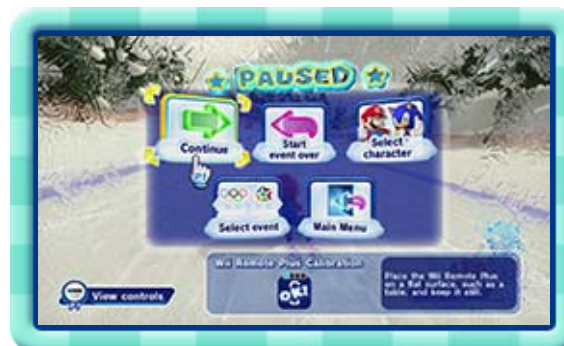 PAUSED
Continue
Start
event over
Select
character
P1
Select event
Main Menu
Wii Remote Plus Calibration
OK!
Place the Wii Remote Plus
on a flat surface, such as a
table, and keep it still.
View controls